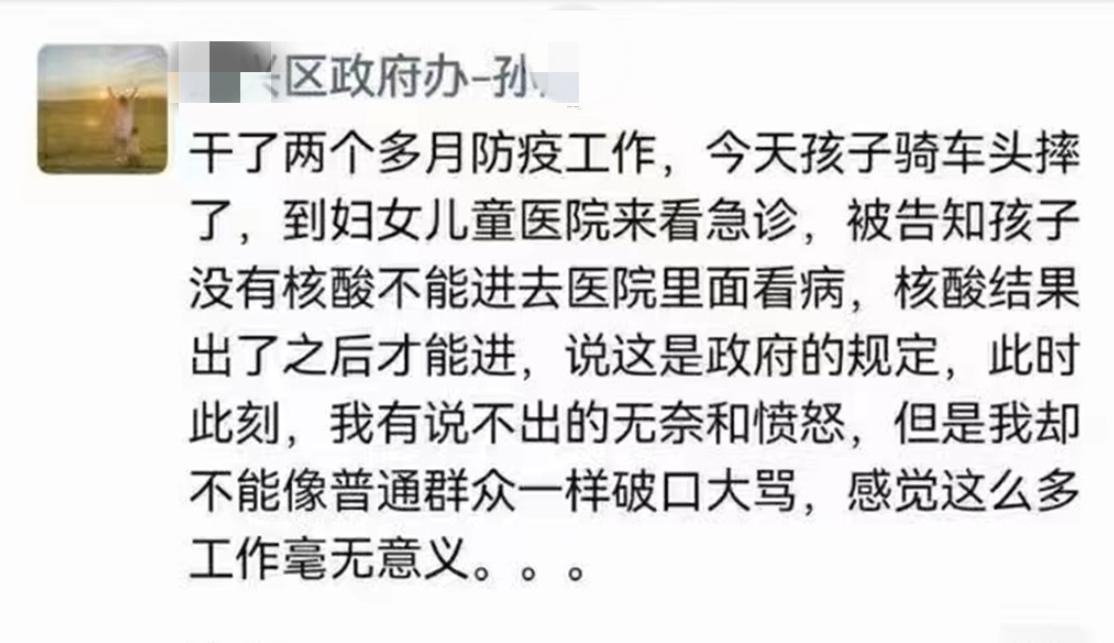 区政府办-孙
干了两个多月防疫工作，今天孩子骑车头摔
了，到妇女儿童医院来看急诊，被告知孩子
没有核酸不能进去医院里面看病，核酸结果
出了之后才能进，说这是政府的规定，此时
此刻，我有说不出的无奈和愤怒，但是我却
不能像普通群众一样破口大骂，感觉这么多
工作毫无意义。。。